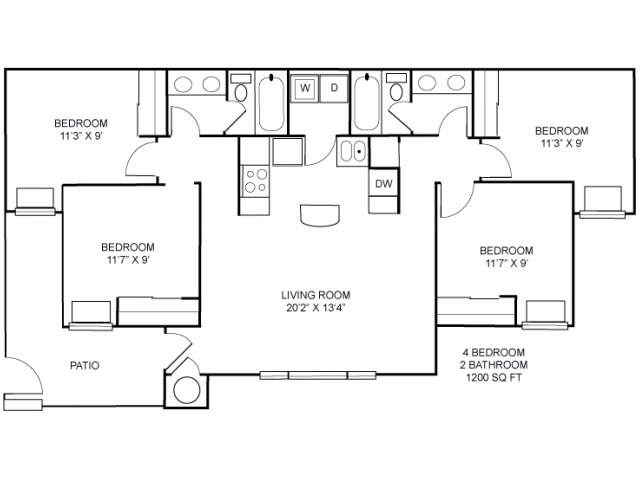 W D
BEDROOM
11'3" X 9'
BEDROOM
11'3" X 9'
DW
BEDROOM
11'7" X 9'
BEDROOM
11'7" X 9'
LIVING ROOM
20'2" X 13'4"
PATIO
4 BEDROOM
2 BATHROOM
1200 SQ FT